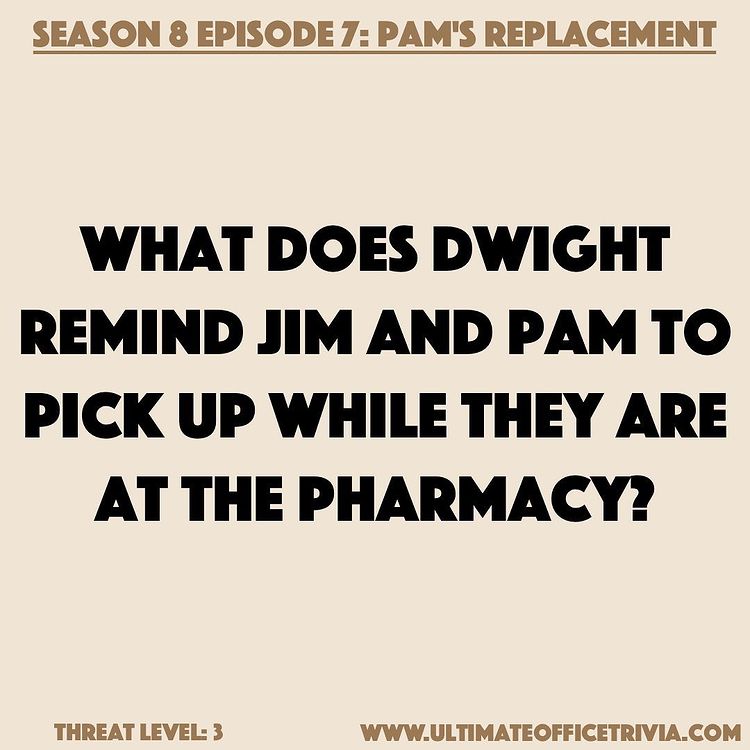 SEASON 8 EPISODE 7: PAM'S REPLACEMENT
WHAT DOES DWIGHT
REMIND JIM AND PAM TO
PICK UP WHILE THEY ARE
AT THE PHARMACY?
THREAT LEVEL: 3
WWW.ULTIMATEOFFICETRIVIA.COM